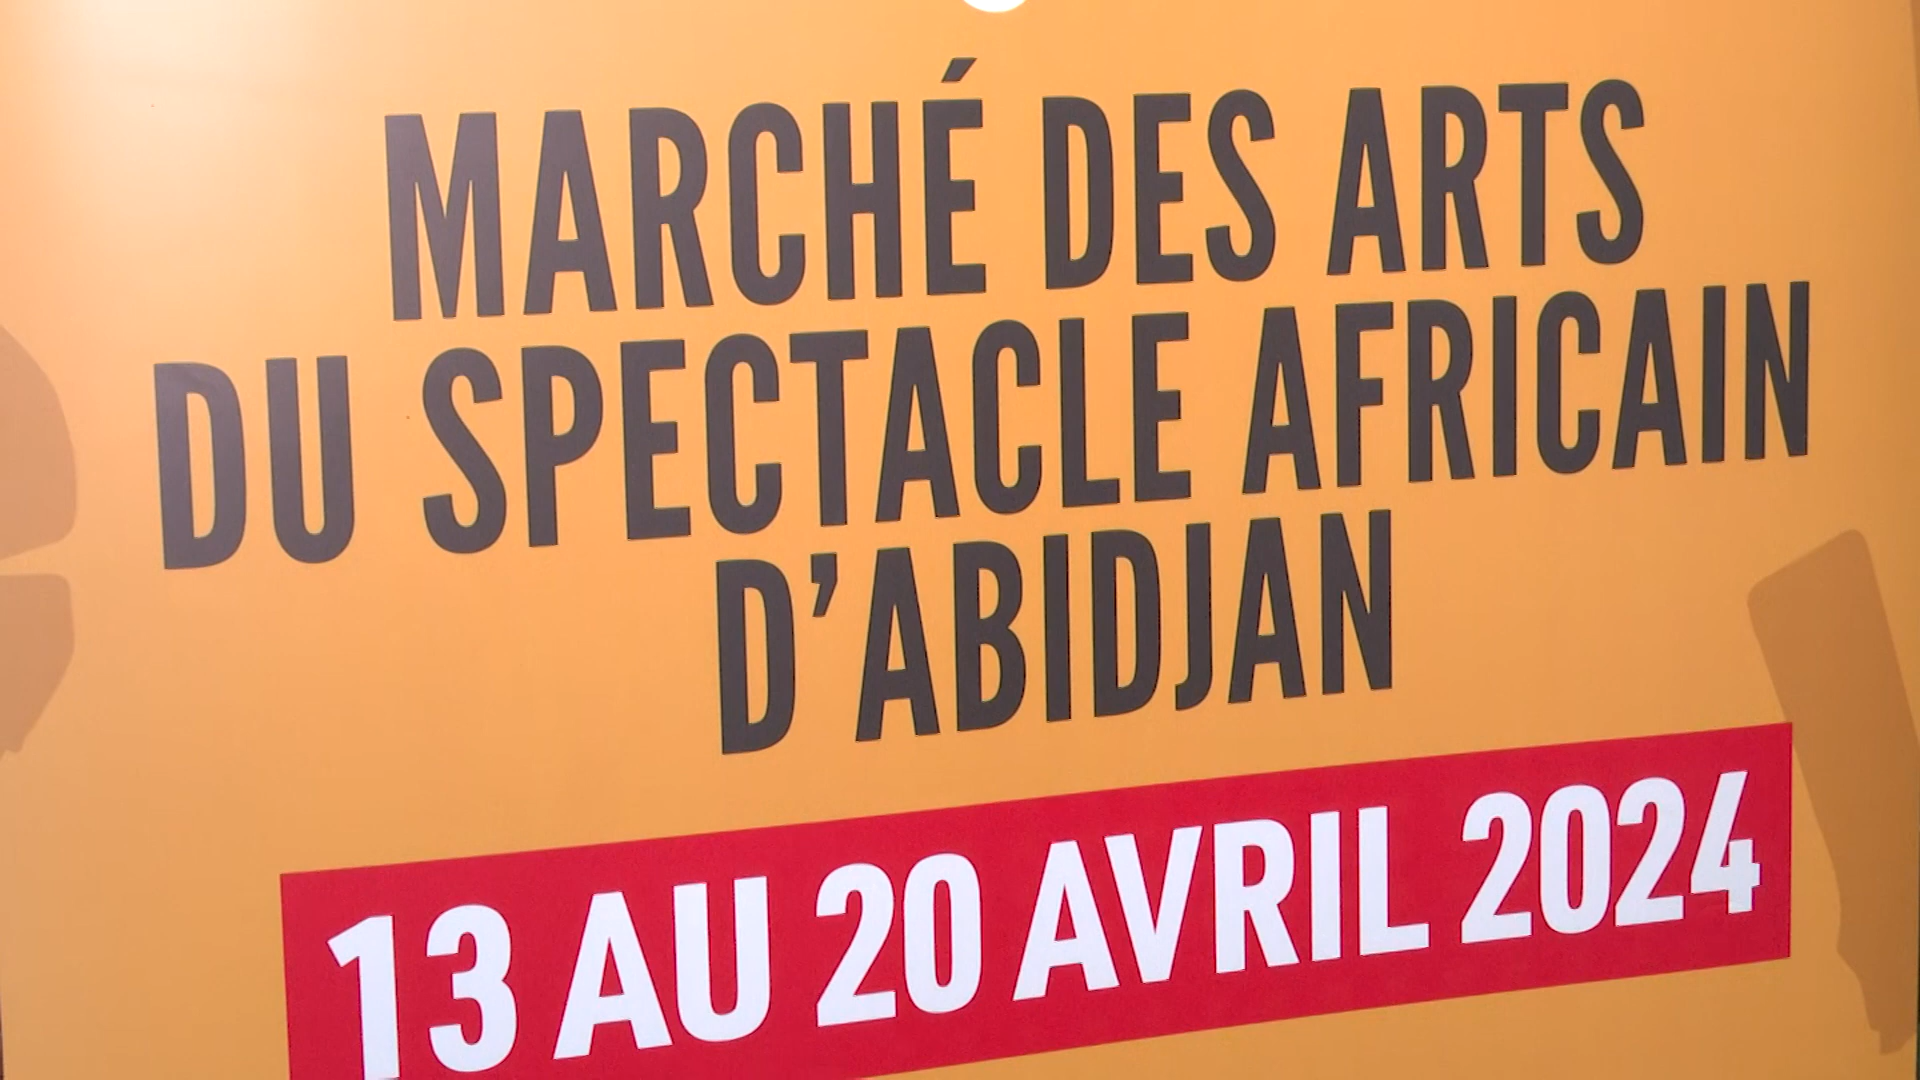 MARCHÉ DES ARTS
DU SPECTACLE AFRICAIN
D’ABIDJAN
13 AU 20 AVRIL 2024